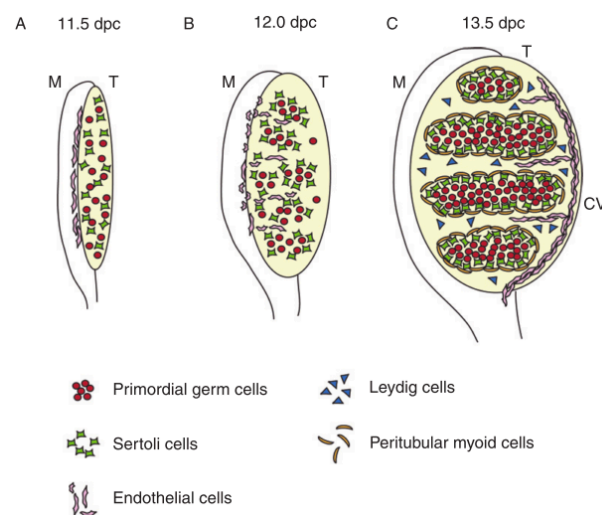 A 11.5 dpc B 12.0 dpc C 13.5 dpc
M T M T M T
CV
Primordial germ cells Leydig cells
Sertoli cells Peritubular myoid cells
Endothelial cells